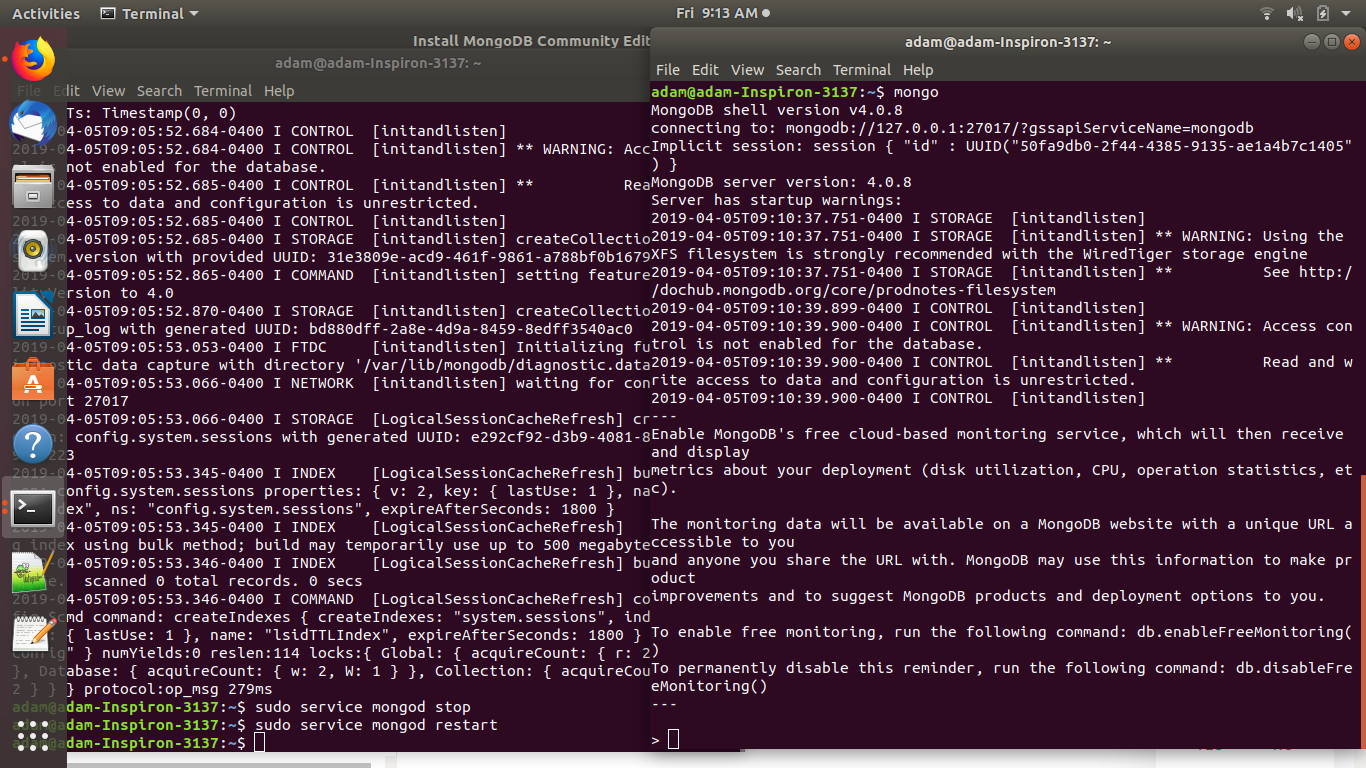 Activities Terminal Fri 9:13 AM
Install MongoDB Community Edit
adam@adam-Inspiron-3137: ~
File Edit View Search Terminal Help
Ts: Timestamp(0, 0)
2019-04-05T09:05:52.684-0400 I CONTROL [initandlisten]
2019-04-05T09:05:52.684-0400 I CONTROL [initandlisten] ** WARNING: Acc
not enabled for the database.
2019-04-05T09:05:52.685-0400 I CONTROL [initandlisten] ** Rea
cess to data and configuration is unrestricted.
2019-04-05T09:05:52.685-0400 I CONTROL [initandlisten]
2019-04-05T09:05:52.685-0400 I STORAGE [initandlisten] createCollectio
.version with provided UUID: 31e3809e-acd9-461f-9861-a788bf0b1679
2019-04-05T09:05:52.865-0400 I COMMAND [initandlisten] setting feature
Version to 4.0
2019-04-05T09:05:52.870-0400 I STORAGE [initandlisten] createCollectio
up_log with generated UUID: bd880dff-2a8e-4d9a-8459-8edff3540ac0
2019-04-05T09:05:53.053-0400 I FTDC [initandlisten] Initializing fu
stic data capture with directory '/var/lib/mongodb/diagnostic.data
2019-04-05T09:05:53.066-0400 I NETWORK [initandlisten] waiting for con
on port 27017
2019-04-05T09:05:53.066-0400 I STORAGE [LogicalSessionCacheRefresh] cr
: config.system.sessions with generated UUID: e292cf92-d3b9-4081-8
223
2019-04-05T09:05:53.345-0400 I INDEX [LogicalSessionCacheRefresh] bu
config.system.sessions properties: { v: 2, key: { lastUse: 1 }, na
dex", ns: "config.system.sessions", expireAfterSeconds: 1800 }
2019-04-05T09:05:53.345-0400 I INDEX [LogicalSessionCacheRefresh]
g index using bulk method; build may temporarily use up to 500 megabyte
2019-04-05T09:05:53.346-0400 I INDEX [LogicalSessionCacheRefresh] bu
scanned 0 total records. 0 secs
2019-04-05T09:05:53.346-0400 I COMMAND [LogicalSessionCacheRefresh] co
cmd command: createIndexes { createIndexes: "system.sessions", ind
: { lastUse: 1 }, name: "lsidTTLIndex", expireAfterSeconds: 1800 }
" } numYields:0 reslen:114 locks:{ Global: { acquireCount: { r: 2
}, Database: { acquireCount: { w: 2, W: 1 } }, Collection: { acquireCou
2 } } } protocol:op_msg 279ms
adam@adam-Inspiron-3137:~$ sudo service mongod stop
adam@adam-Inspiron-3137:~$ sudo service mongod restart
adam@adam-Inspiron-3137:~$
adam@adam-Inspiron-3137: ~
File Edit View Search Terminal Help
adam@adam-Inspiron-3137:~$ mongo
MongoDB shell version v4.0.8
connecting to: mongodb://127.0.0.1:27017/?gssapiServiceName=mongodb
Implicit session: session { "id" : UUID("50fa9db0-2f44-4385-9135-ae1a4b7c1405"
) }
MongoDB server version: 4.0.8
Server has startup warnings:
2019-04-05T09:10:37.751-0400 I STORAGE [initandlisten]
2019-04-05T09:10:37.751-0400 I STORAGE [initandlisten] ** WARNING: Using the
XFS filesystem is strongly recommended with the WiredTiger storage engine
2019-04-05T09:10:37.751-0400 I STORAGE [initandlisten] ** See http:/
/dochub.mongodb.org/core/prodnotes-filesystem
2019-04-05T09:10:39.899-0400 I CONTROL [initandlisten]
2019-04-05T09:10:39.900-0400 I CONTROL [initandlisten] ** WARNING: Access con
trol is not enabled for the database.
2019-04-05T09:10:39.900-0400 I CONTROL [initandlisten] ** Read and w
rite access to data and configuration is unrestricted.
2019-04-05T09:10:39.900-0400 I CONTROL [initandlisten]
---
Enable MongoDB's free cloud-based monitoring service, which will then receive
and display
metrics about your deployment (disk utilization, CPU, operation statistics, et
c).
The monitoring data will be available on a MongoDB website with a unique URL a
ccessible to you
and anyone you share the URL with. MongoDB may use this information to make pr
oduct
improvements and to suggest MongoDB products and deployment options to you.
To enable free monitoring, run the following command: db.enableFreeMonitoring(
)
To permanently disable this reminder, run the following command: db.disableFre
eMonitoring()
---
>